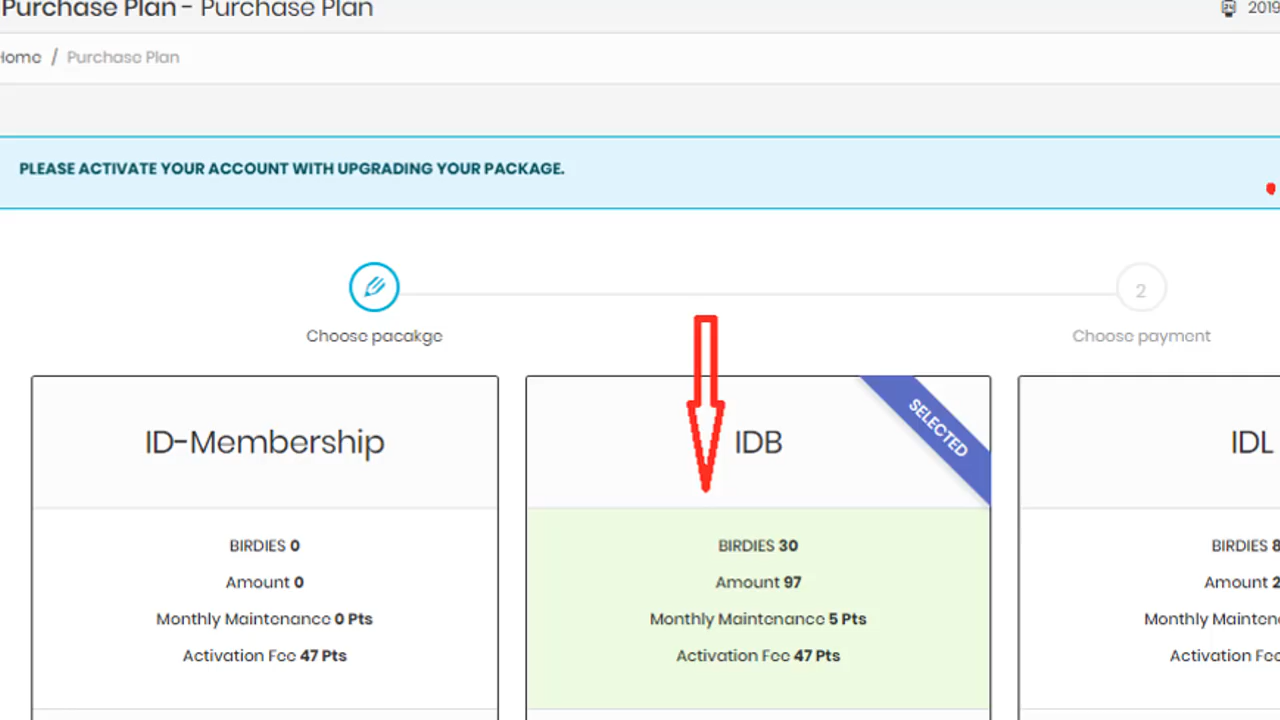 Purchase Plan - Purchase Plan
2019
Home / Purchase Plan
PLEASE ACTIVATE YOUR ACCOUNT WITH UPGRADING YOUR PACKAGE.
2
Choose pacakge
Choose payment
ID-Membership
IDB
SELECTED
IDL
BIRDIES 0
Amount 0
Monthly Maintenance 0 Pts
Activation Fee 47 Pts
BIRDIES 30
Amount 97
Monthly Maintenance 5 Pts
Activation Fee 47 Pts
BIRDIES
Amount
Monthly
Activation